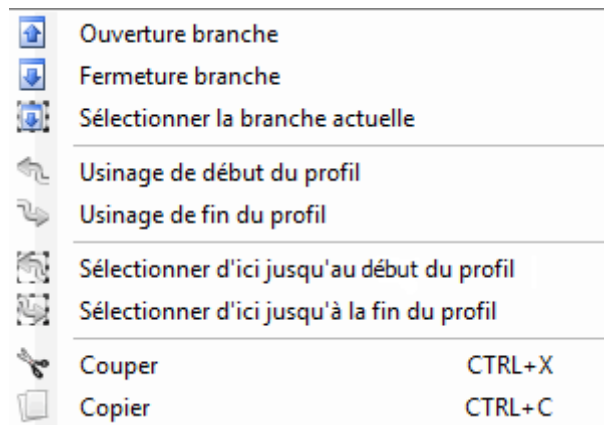 Ouverture branche
Fermeture branche
Sélectionner la branche actuelle
Usinage de début du profil
Usinage de fin du profil
Sélectionner d'ici jusqu'au début du profil
Sélectionner d'ici jusqu'à la fin du profil
Couper CTRL+X
Copier CTRL+C